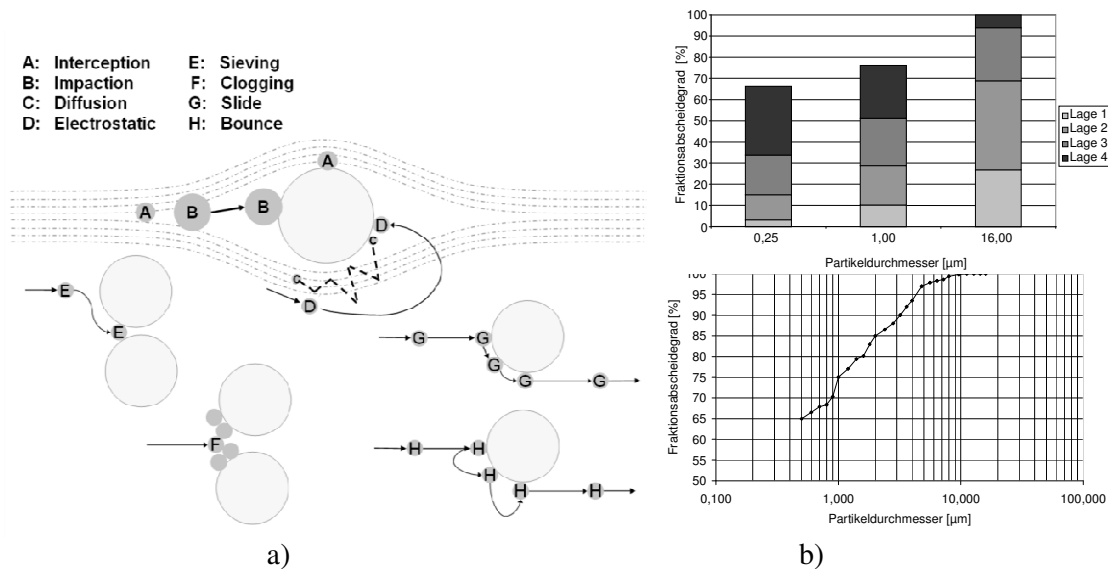 A: Interception E: Sieving
B: Impaction F: Clogging
C: Diffusion G: Slide
D: Electrostatic H: Bounce
A
A B B
D
c
c
D
E
E
G G
G
G G
F
H H
H
H H
a)
100
90
80
70
60
50
40
30
20
10
0
Fraktionsabscheidegrad [%]
0,25 1,00 16,00
Partikeldurchmesser [µm]
Lage 1
Lage 2
Lage 3
Lage 4
100
95
90
85
80
75
70
65
60
55
50
Fraktionsabscheidegrad [%]
0,100 1,000 10,000 100,000
Partikeldurchmesser [µm]
b)